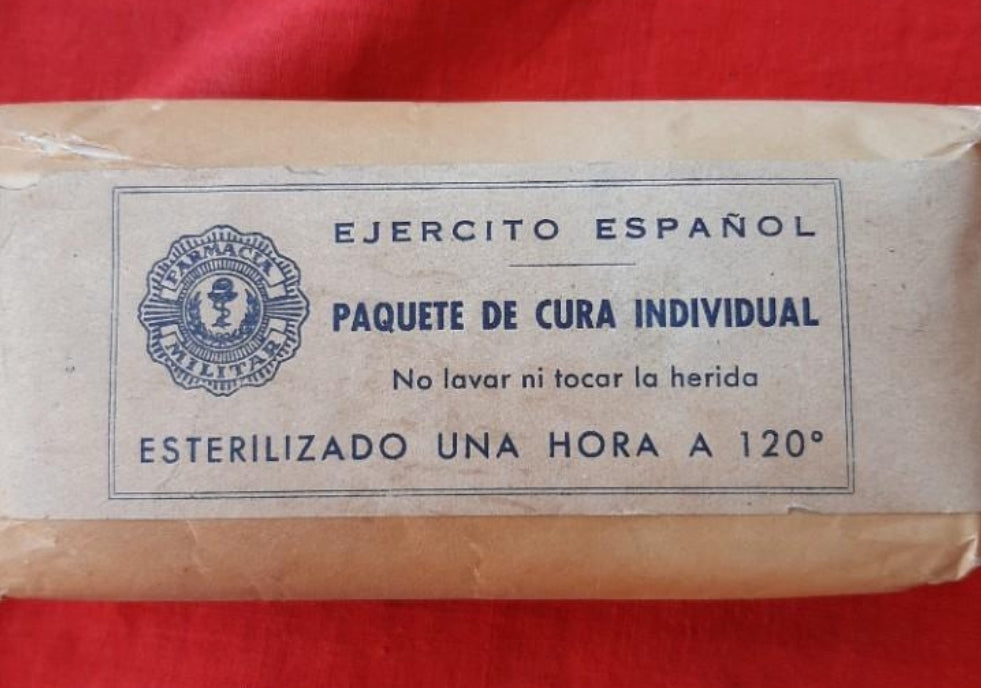 FARMACIA
MILITAR
EJERCITO ESPAÑOL
PAQUETE DE CURA INDIVIDUAL
No lavar ni tocar la herida
ESTERILIZADO UNA HORA A 120°